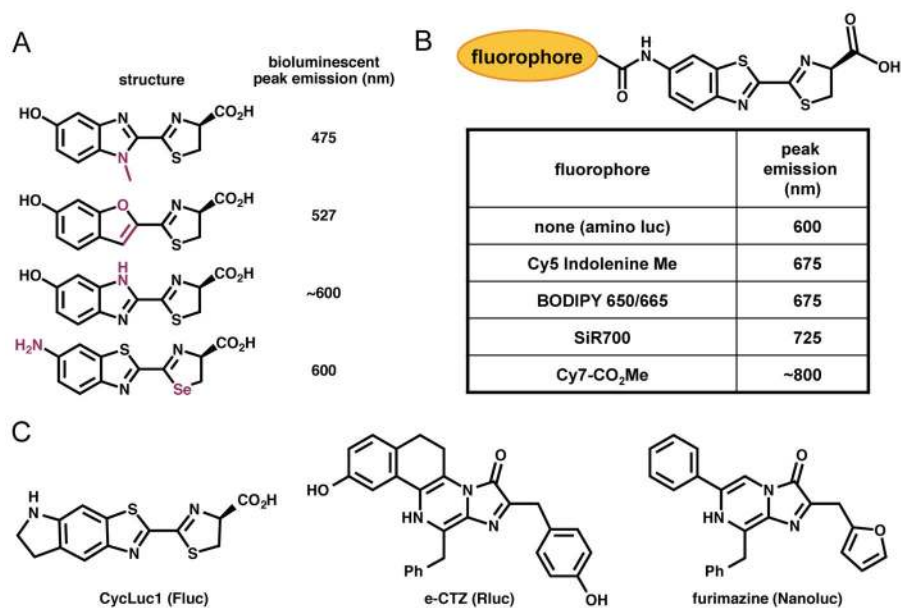 A
structure
bioluminescent
peak emission (nm)
HO
N
N
CO₂H
N
S
475
HO
O
N
CO₂H
S
527
HO
H
N
N
CO₂H
N
S
~600
H₂N
S
N
CO₂H
N
Se
600
B
fluorophore
H
N
O
S
N
N
S
O
OH
fluorophore
peak
emission
(nm)
none (amino luc)
600
Cy5 Indolenine Me
675
BODIPY 650/665
675
SiR700
725
Cy7-CO₂Me
~800
C
H
N
S
N
N
CO₂H
S
CycLuc1 (Fluc)
HO
O
N
HN
N
Ph
OH
e-CTZ (Rluc)
O
N
HN
N
O
Ph
furimazine (Nanoluc)